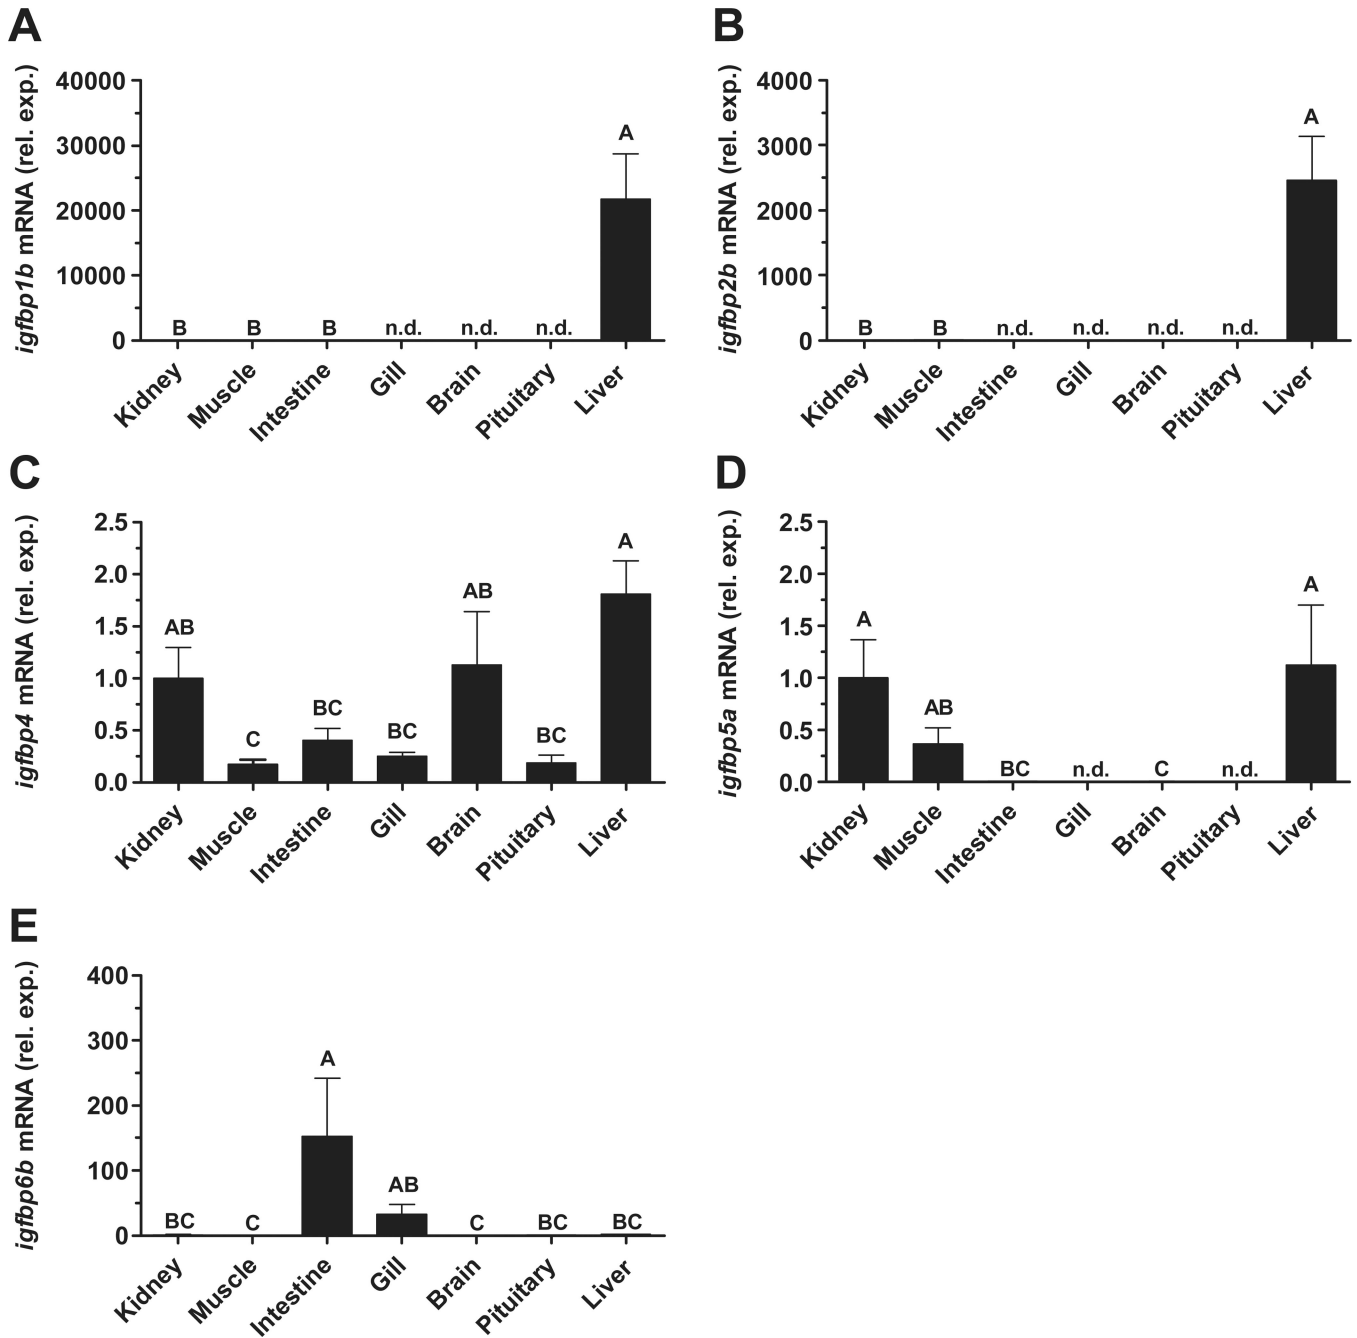 A
igfbp1b mRNA (rel. exp.)
40000
30000
20000
10000
0
B B B n.d. n.d. n.d. A
Kidney Muscle Intestine Gill Brain Pituitary Liver
B
igfbp2b mRNA (rel. exp.)
4000
3000
2000
1000
0
B B n.d. n.d. n.d. n.d. A
Kidney Muscle Intestine Gill Brain Pituitary Liver
C
igfbp4 mRNA (rel. exp.)
2.5
2.0
1.5
1.0
0.5
0.0
AB C BC BC AB BC A
Kidney Muscle Intestine Gill Brain Pituitary Liver
D
igfbp5a mRNA (rel. exp.)
2.5
2.0
1.5
1.0
0.5
0.0
A AB BC n.d. C n.d. A
Kidney Muscle Intestine Gill Brain Pituitary Liver
E
igfbp6b mRNA (rel. exp.)
400
300
200
100
0
BC C A AB C BC BC
Kidney Muscle Intestine Gill Brain Pituitary Liver